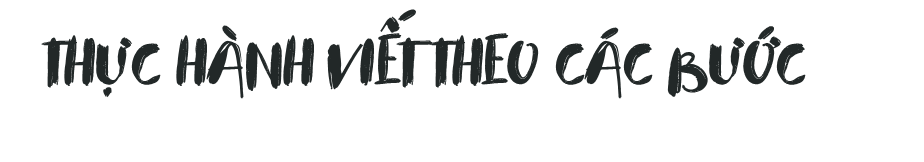 THỰC HÀNH VIẾT THEO CÁC BƯỚC